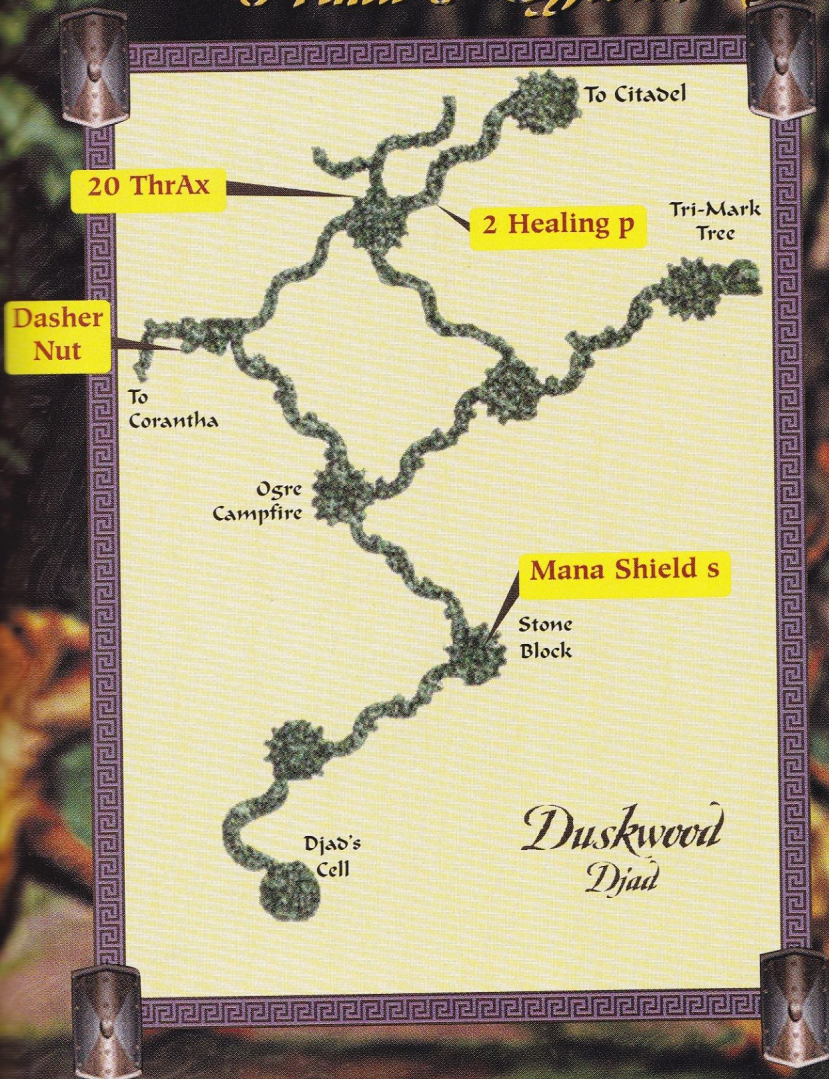 To Citadel
20 ThrAx
2 Healing p
Tri-Mark
Tree
Dasher
Nut
To
Corantha
Ogre
Campfire
Mana Shield s
Stone
Block
Djad's
Cell
Duskwood
Djad